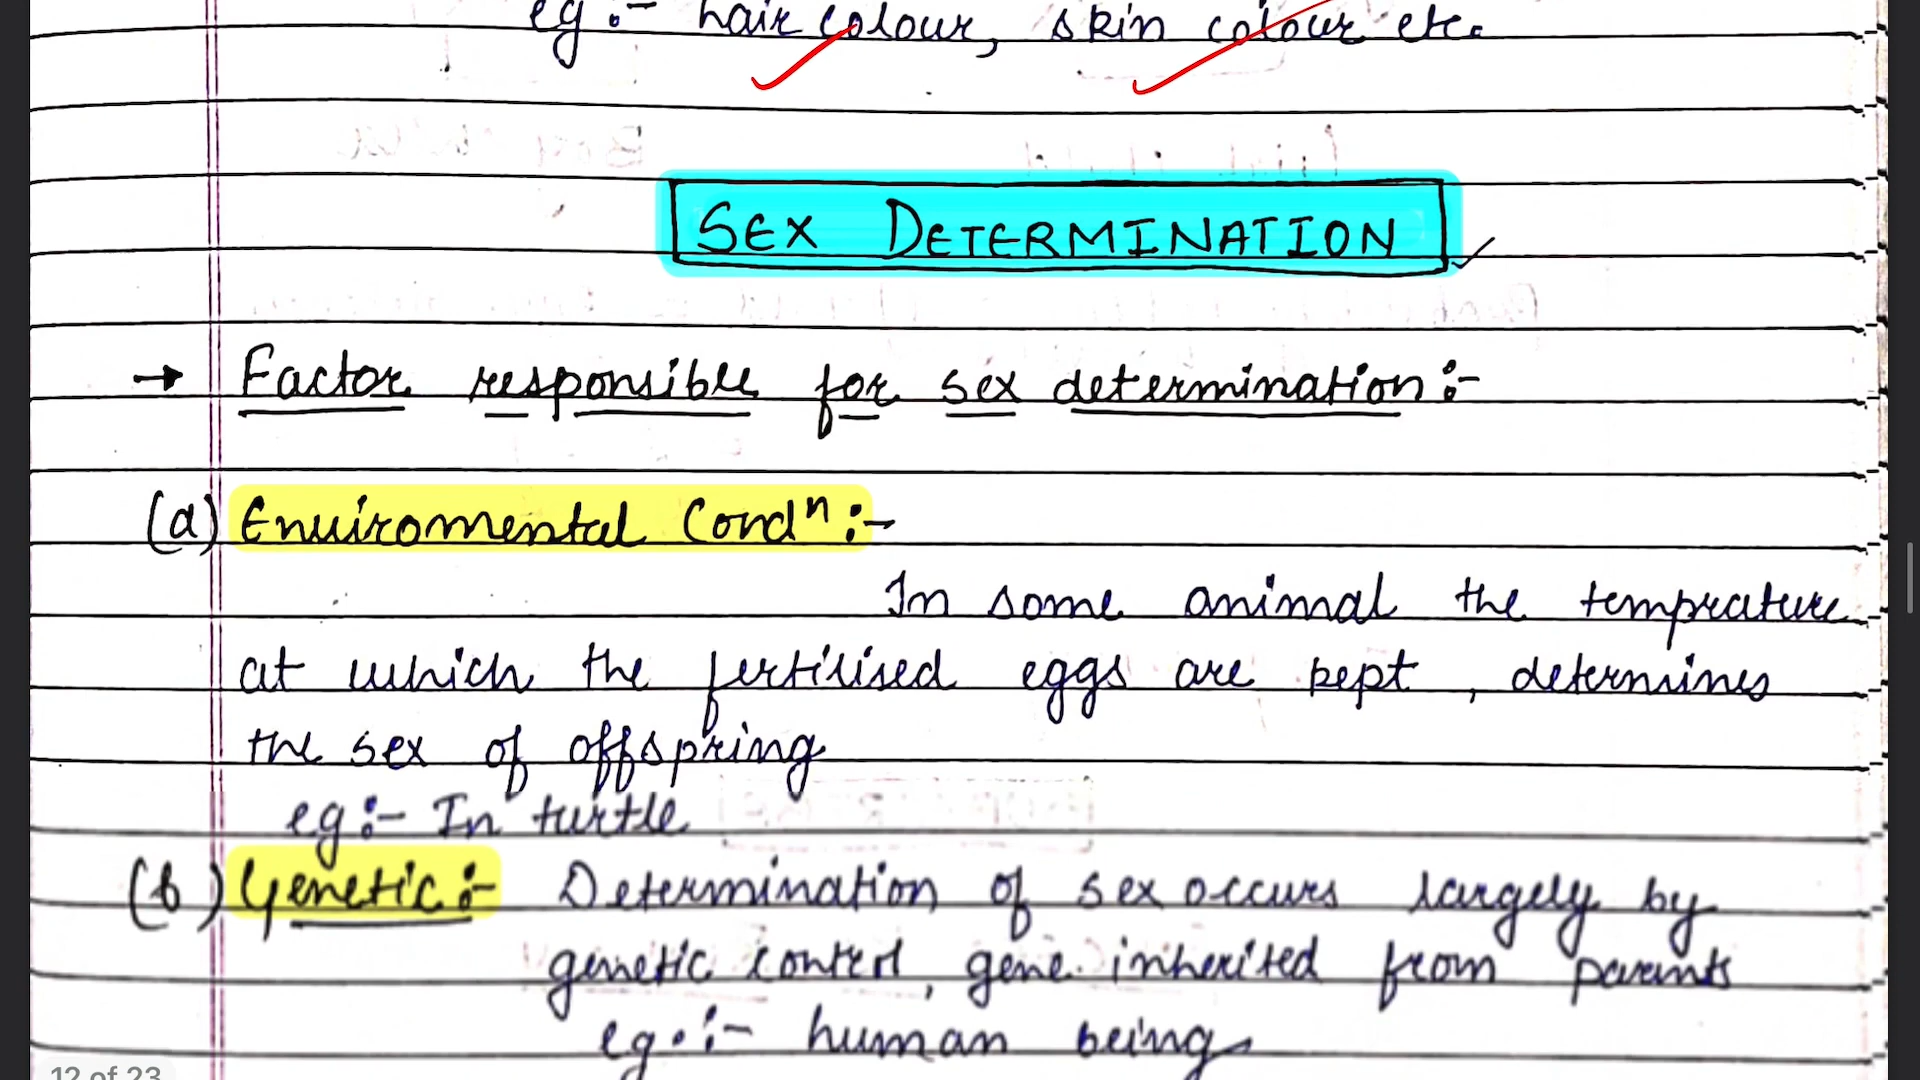 eg :- hair colour, skin colour etc.
SEX DETERMINATION
→ Factor responsible for sex determination :-
(a) Enviromental Condⁿ :-
In some animal the temprature
at which the fertilised eggs are kept , determines
the sex of offspring
eg :- In turtle
(b) Genetic :- Determination of sex occurs largely by
genetic control, gene inherited from parents
eg. :- human being
12 of 23